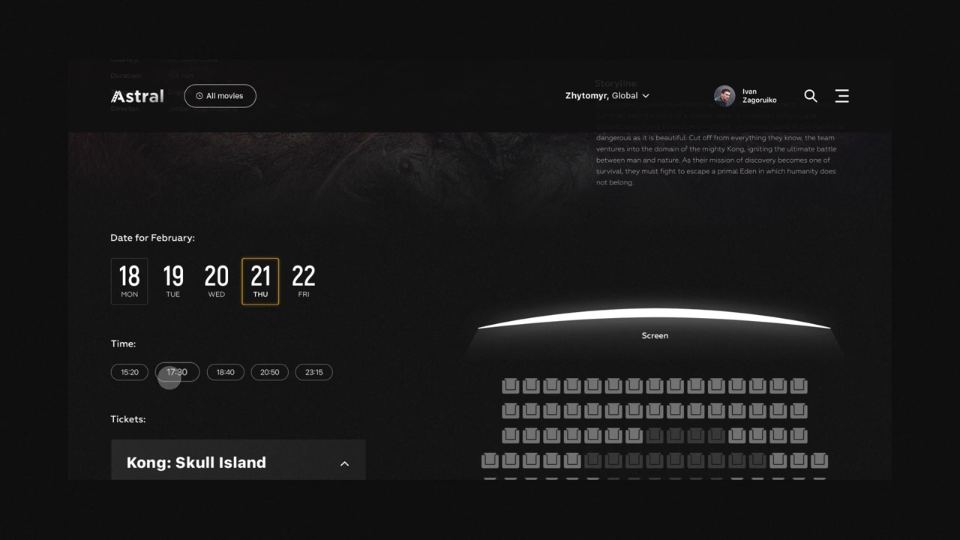 Duration:
Storyline
Astral
All movies
Zhytomyr, Global
Ivan
Zagoruiko
dangerous as it is beautiful. Cut off from everything they know, the team
ventures into the domain of the mighty Kong, igniting the ultimate battle
between man and nature. As their mission of discovery becomes one of
survival, they must fight to escape a primal Eden in which humanity does
not belong.
Date for February:
18 19 20 21 22
MON TUE WED THU FRI
Screen
Time:
15:20 17:30 18:40 20:50 23:15
Tickets:
Kong: Skull Island